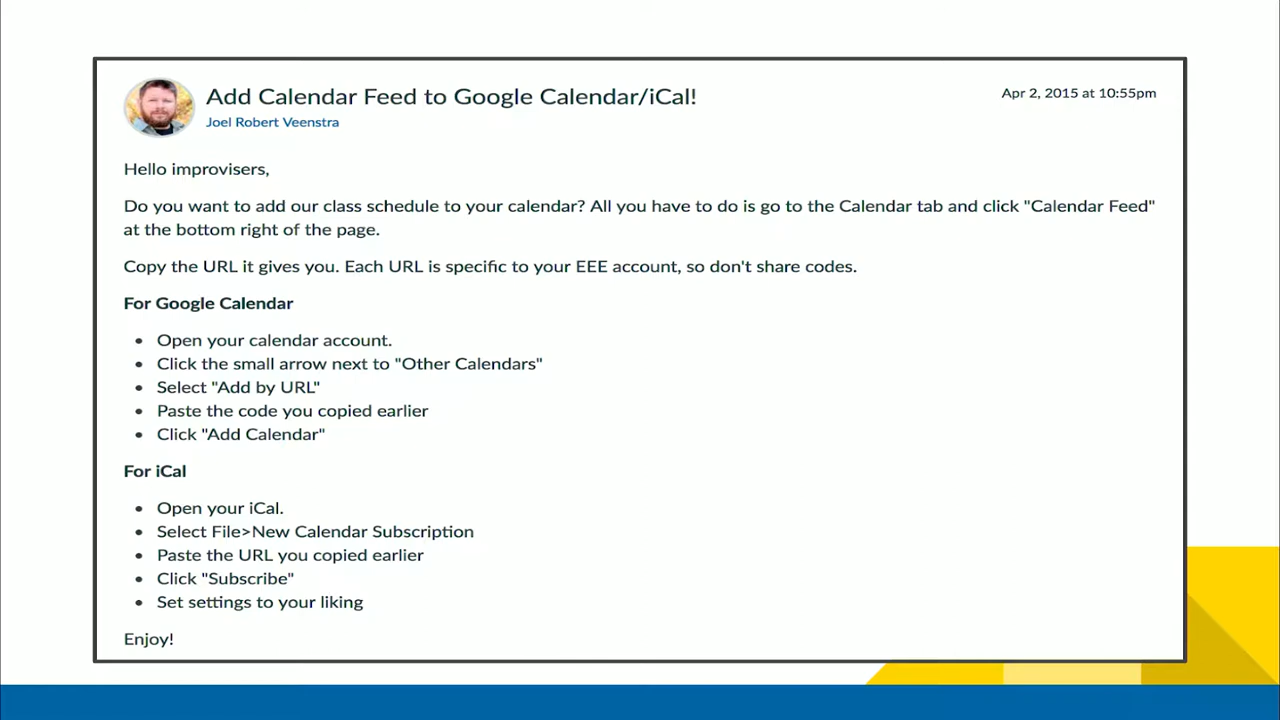 Add Calendar Feed to Google Calendar/iCal!
Apr 2, 2015 at 10:55pm
Joel Robert Veenstra
Hello improvisers,
Do you want to add our class schedule to your calendar? All you have to do is go to the Calendar tab and click "Calendar Feed"
at the bottom right of the page.
Copy the URL it gives you. Each URL is specific to your EEE account, so don't share codes.
For Google Calendar
• Open your calendar account.
• Click the small arrow next to "Other Calendars"
• Select "Add by URL"
• Paste the code you copied earlier
• Click "Add Calendar"
For iCal
• Open your iCal.
• Select File>New Calendar Subscription
• Paste the URL you copied earlier
• Click "Subscribe"
• Set settings to your liking
Enjoy!